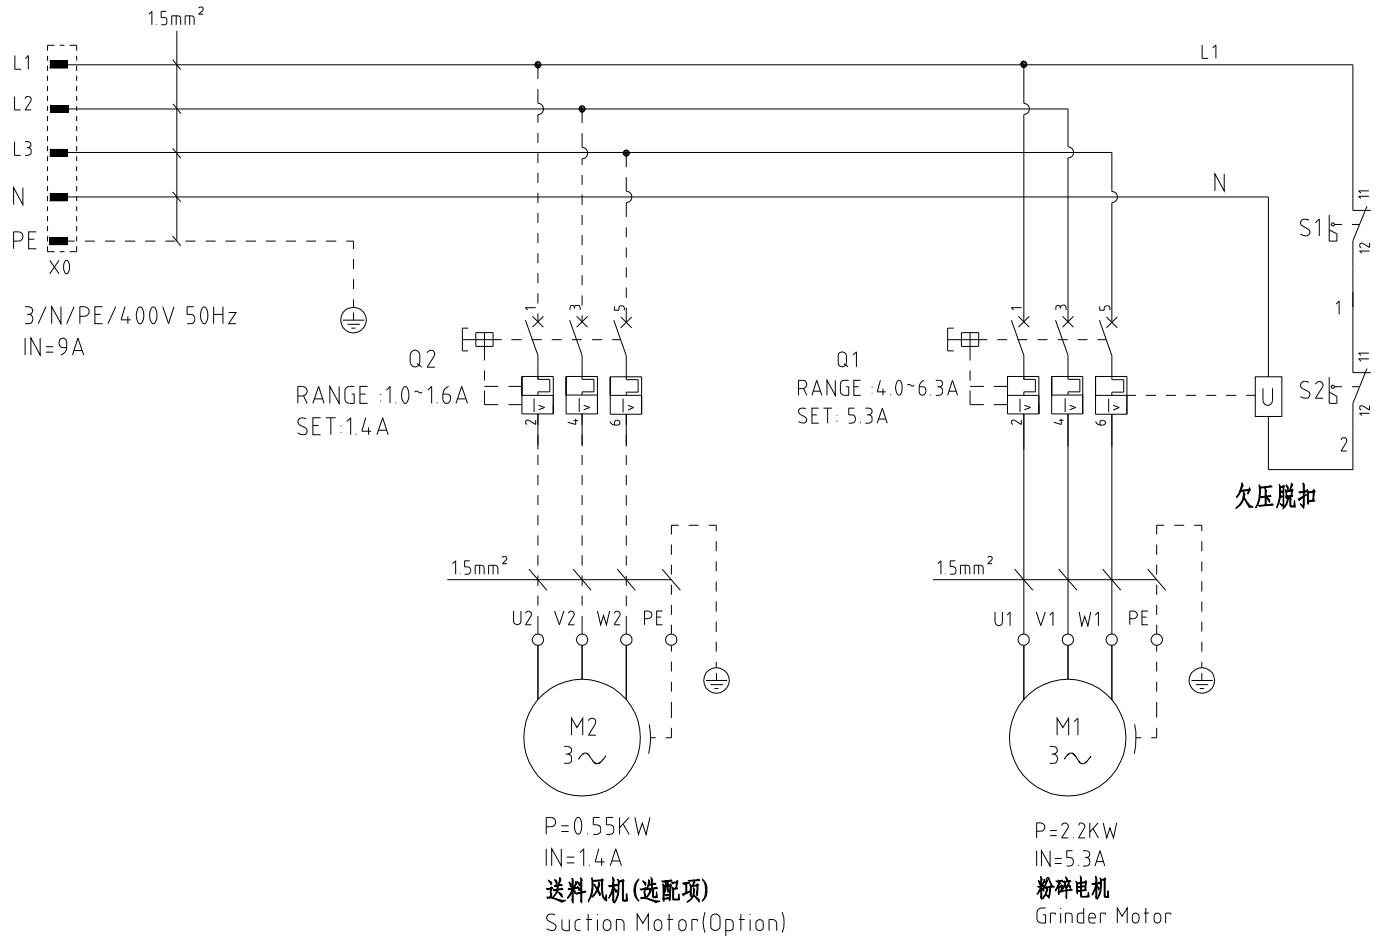 1.5mm²
L1
L1
L2
L3
N
N
PE
X0
3/N/PE/400V 50Hz
IN=9A
11
S1
12
1
1
3
5
1
3
5
Q2
RANGE :1.0~1.6A
SET:1.4A
I>
I>
I>
2
4
6
Q1
RANGE :4.0~6.3A
SET: 5.3A
I>
I>
I>
2
4
6
U
11
S2
12
2
欠压脱扣
1.5mm²
1.5mm²
U2
V2
W2
PE
U1
V1
W1
PE
M2
3~
M1
3~
P=0.55KW
IN=1.4A
送料风机(选配项)
Suction Motor(Option)
P=2.2KW
IN=5.3A
粉碎电机
Grinder Motor